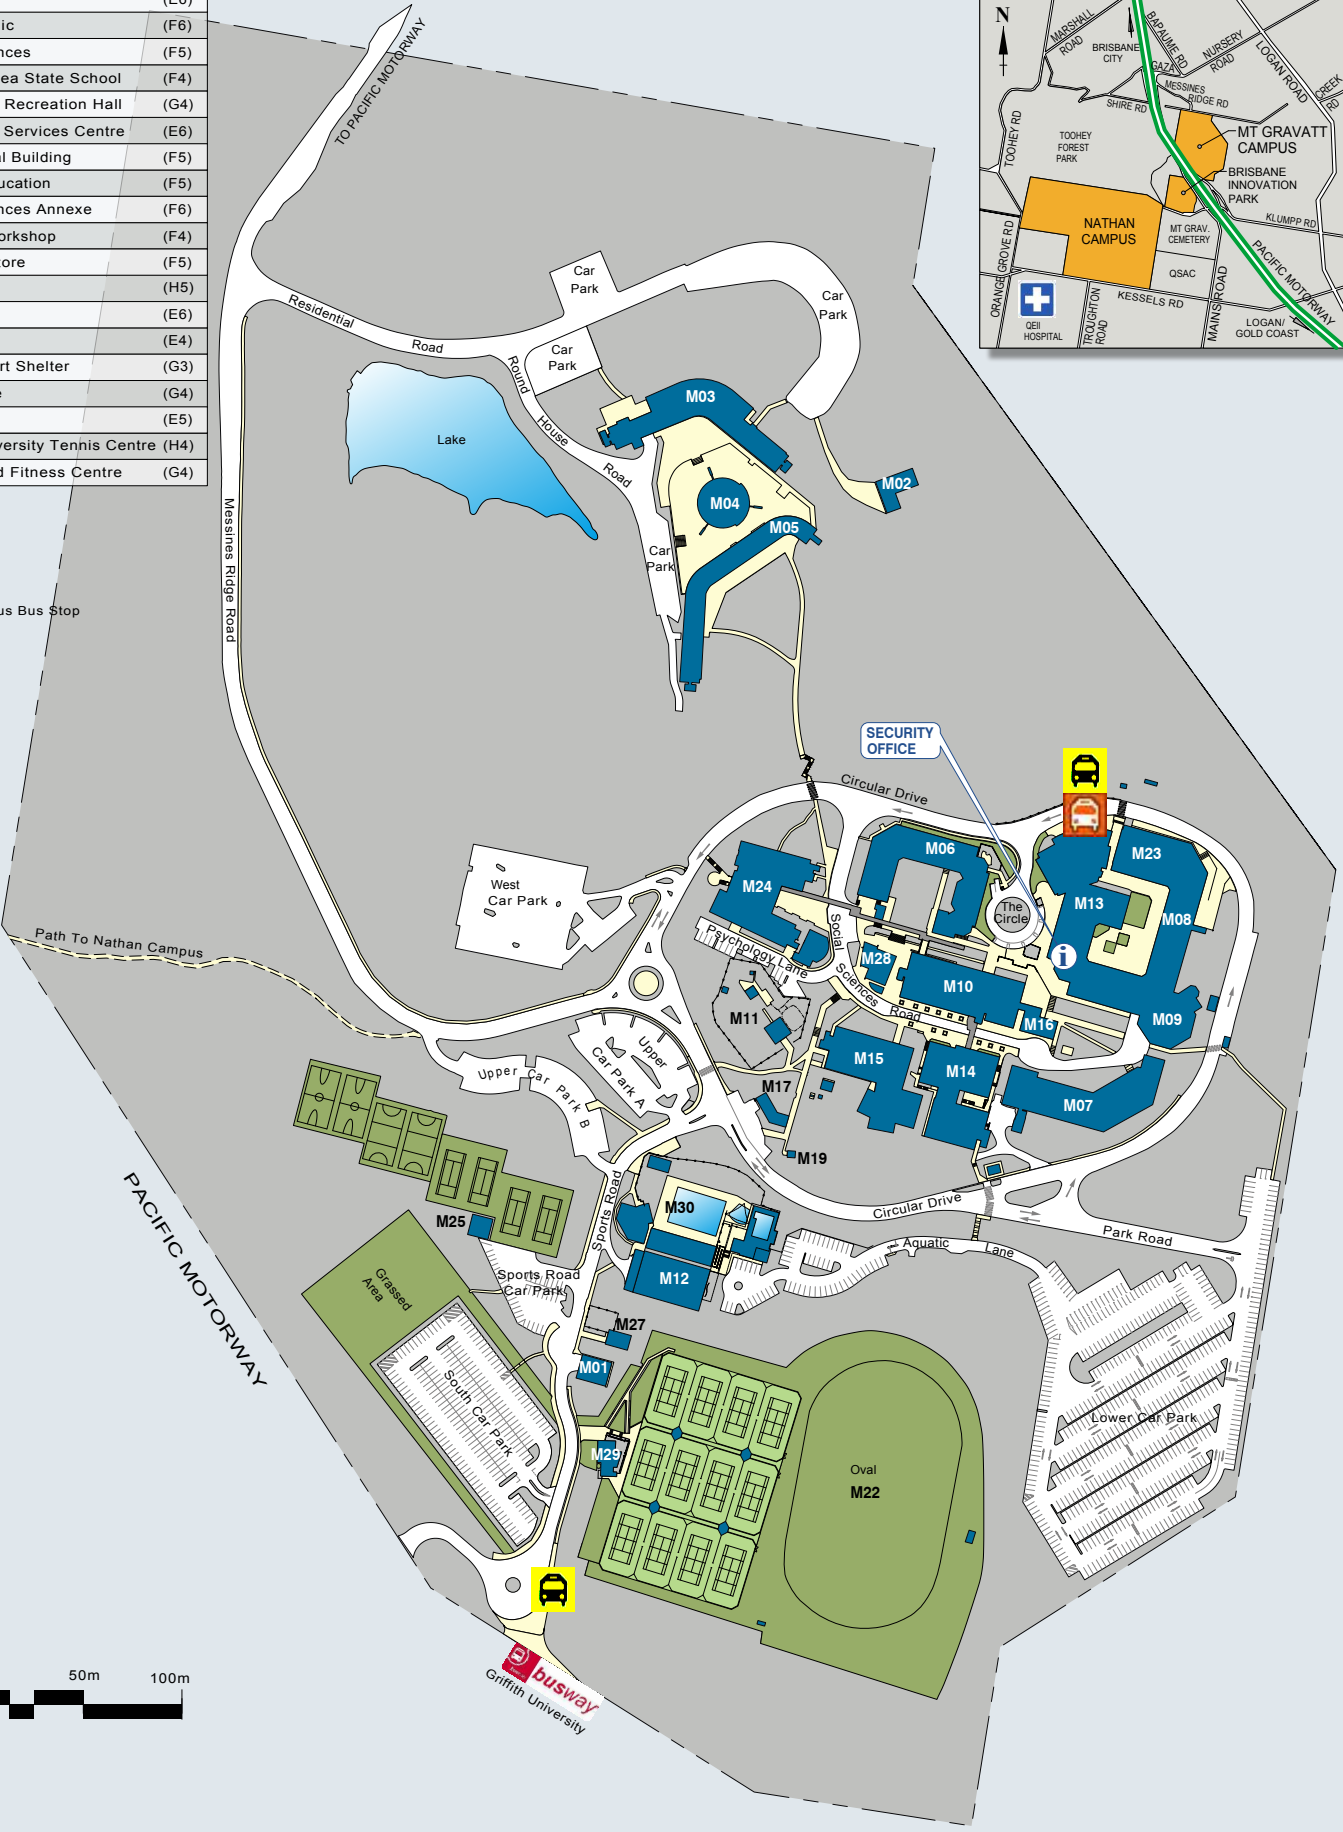 (E6)
ic (F6)
nces (F5)
ea State School (F4)
Recreation Hall (G4)
Services Centre (E6)
al Building (F5)
ucation (F5)
nces Annexe (F6)
orkshop (F4)
tore (F5)
(H5)
(E6)
(E4)
rt Shelter (G3)
e (G4)
(E5)
versity Tennis Centre (H4)
d Fitness Centre (G4)
us Bus Stop
50m 100m
N
MARSHALL
ROAD
BRISBANE
CITY
BAPAUME RD
NURSERY
ROAD
LOGAN ROAD
CREEK
RD
GAZA
MESSINES
RIDGE RD
SHIRE RD
TOOHEY RD
TOOHEY
FOREST
PARK
MT GRAVATT
CAMPUS
BRISBANE
INNOVATION
PARK
NATHAN
CAMPUS
MT GRAV.
CEMETERY
KLUMPP RD
QSAC
ORANGE GROVE RD
QEII
HOSPITAL
TROUGHTON
ROAD
KESSELS RD
MAINS ROAD
PACIFIC MOTORWAY
LOGAN/
GOLD COAST
TO PACIFIC MOTORWAY
Residential
Road
Car
Park
Car
Park
Car
Park
Round
House
Road
Lake
M03
M02
M04
M05
Car
Park
Messines Ridge Road
SECURITY
OFFICE
Circular Drive
M06
M23
M24
M13
The
Circle
M08
West
Car Park
Psychology Lane
Social
Sciences
Road
M28
i
M10
M16
M09
Path To Nathan Campus
M11
M15
M14
M07
Upper
Car Park A
Upper Car Park B
M17
M19
M30
Circular Drive
Park Road
M25
Sports Road
Aquatic
Lane
PACIFIC MOTORWAY
Grassed
Area
Sports Road
Car Park
M12
M27
M01
South Car Park
M29
Lower Car Park
Oval
M22
busway
Griffith University